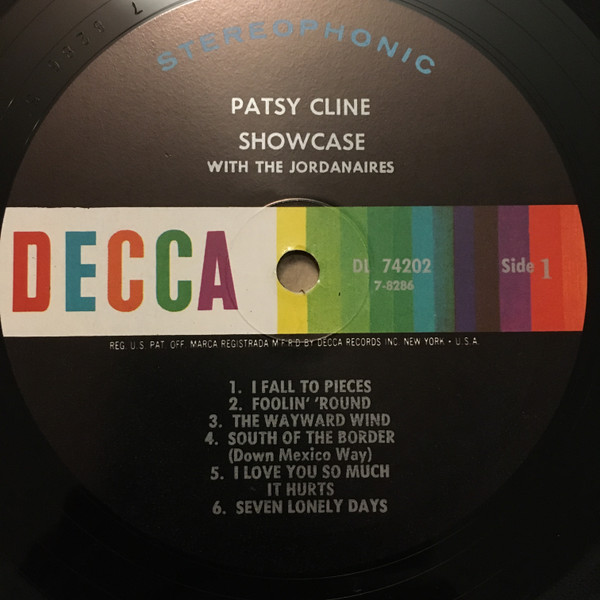 STEREOPHONIC
PATSY CLINE
SHOWCASE
WITH THE JORDANAIRES
DECCA
DL 74202
7-8286
Side 1
REG. U.S. PAT. OFF. MARCA REGISTRADA M'F'R'D BY DECCA RECORDS INC. NEW YORK • U.S.A.
1. I FALL TO PIECES
2. FOOLIN' 'ROUND
3. THE WAYWARD WIND
4. SOUTH OF THE BORDER
(Down Mexico Way)
5. I LOVE YOU SO MUCH
IT HURTS
6. SEVEN LONELY DAYS